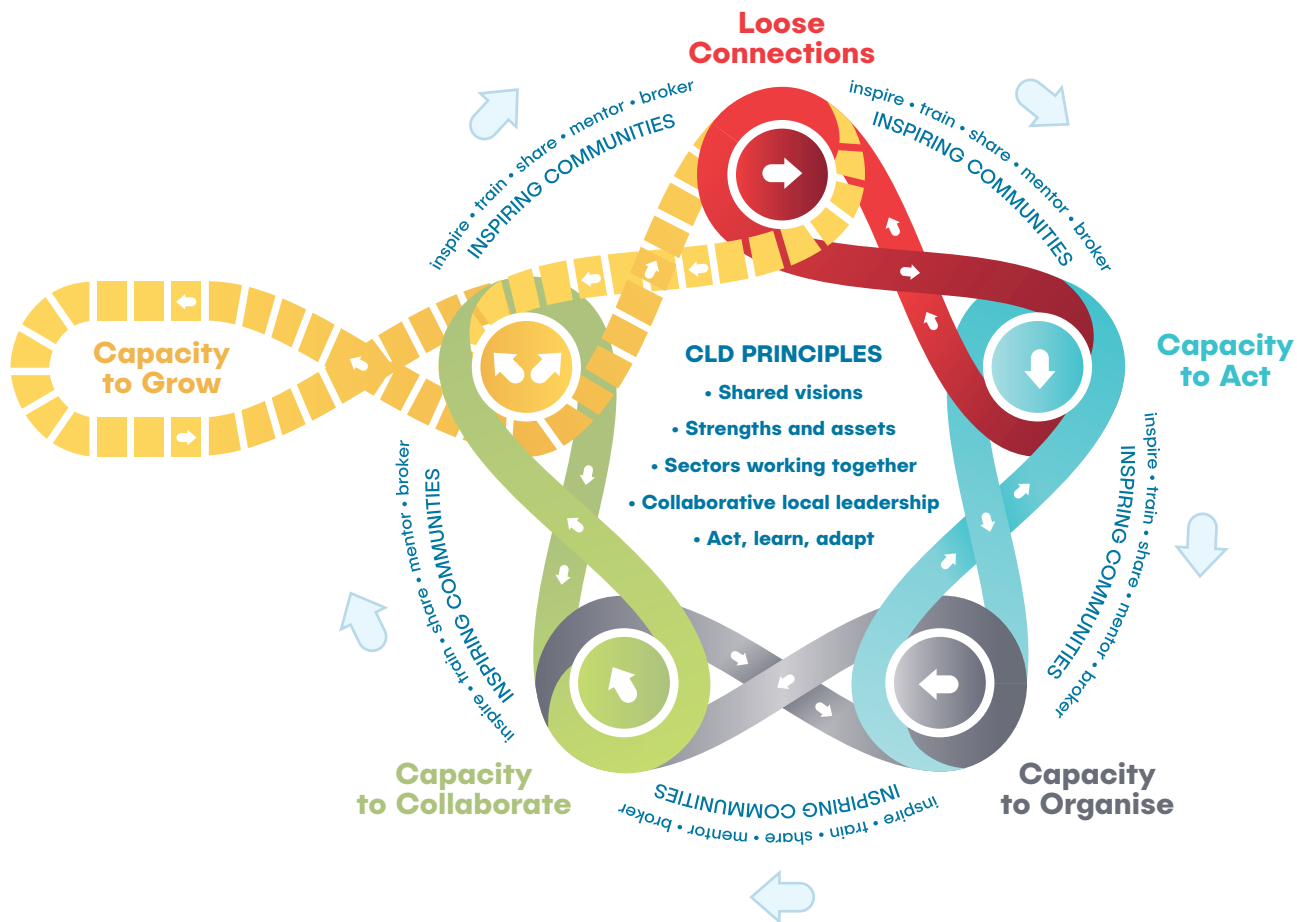 Loose
Connections
inspire • train • share • mentor • broker
INSPIRING COMMUNITIES
inspire • train • share • mentor • broker
INSPIRING COMMUNITIES
Capacity
to Grow
CLD PRINCIPLES
• Shared visions
• Strengths and assets
• Sectors working together
• Collaborative local leadership
• Act, learn, adapt
Capacity
to Act
inspire • train • share • mentor • broker
INSPIRING COMMUNITIES
inspire • train • share • mentor • broker
INSPIRING COMMUNITIES
Capacity
to Collaborate
Capacity
to Organise
INSPIRING COMMUNITIES
inspire • train • share • mentor • broker